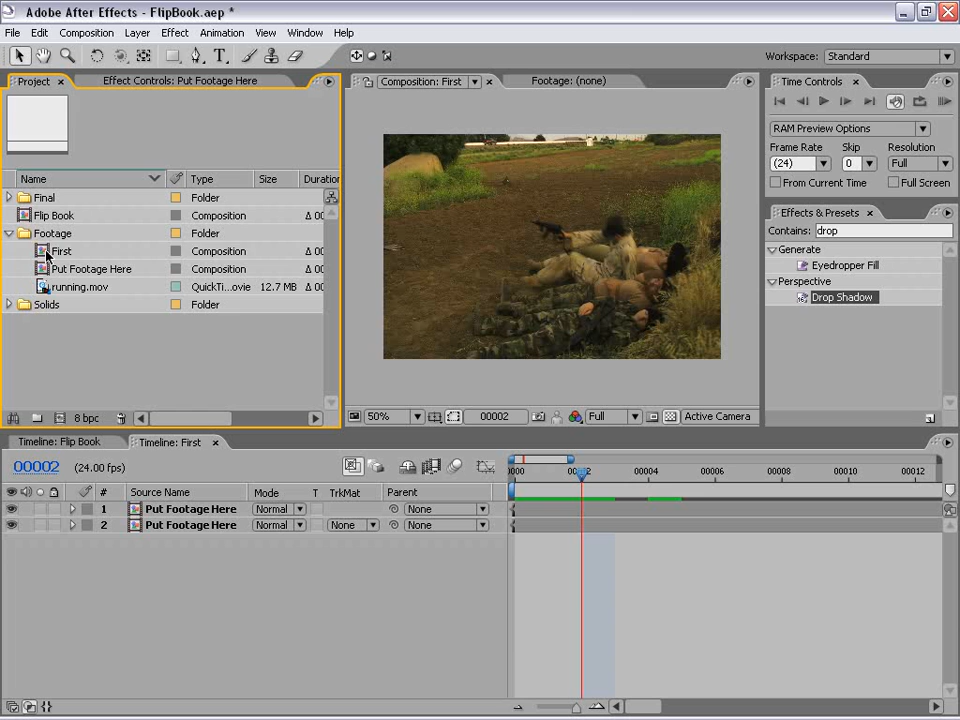 Adobe After Effects - FlipBook.aep *
File Edit Composition Layer Effect Animation View Window Help
Workspace: Standard
Project Effect Controls: Put Footage Here
Composition: First Footage: (none)
Time Controls
RAM Preview Options
Frame Rate Skip Resolution
(24) 0 Full
From Current Time Full Screen
Name Type Size Duratio
Final Folder
Flip Book Composition Δ 00
Footage Folder
First Composition Δ 00
Put Footage Here Composition Δ 00
running.mov QuickTi...ovie 12.7 MB Δ 00
Solids Folder
Effects & Presets
Contains: drop
Generate
Eyedropper Fill
Perspective
Drop Shadow
8 bpc
50% 00002 Full Active Camera
Timeline: Flip Book Timeline: First
00002 (24.00 fps)
0000 00002 00004 00006 00008 00010 00012
# Source Name Mode T TrkMat Parent
1 Put Footage Here Normal None
2 Put Footage Here Normal None None